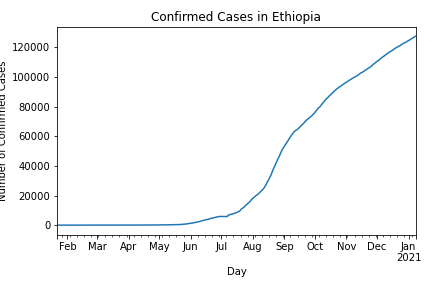 Confirmed Cases in Ethiopia
Number of Confirmed Cases
120000
100000
80000
60000
40000
20000
0
Feb Mar Apr May Jun Jul Aug Sep Oct Nov Dec Jan
2021
Day